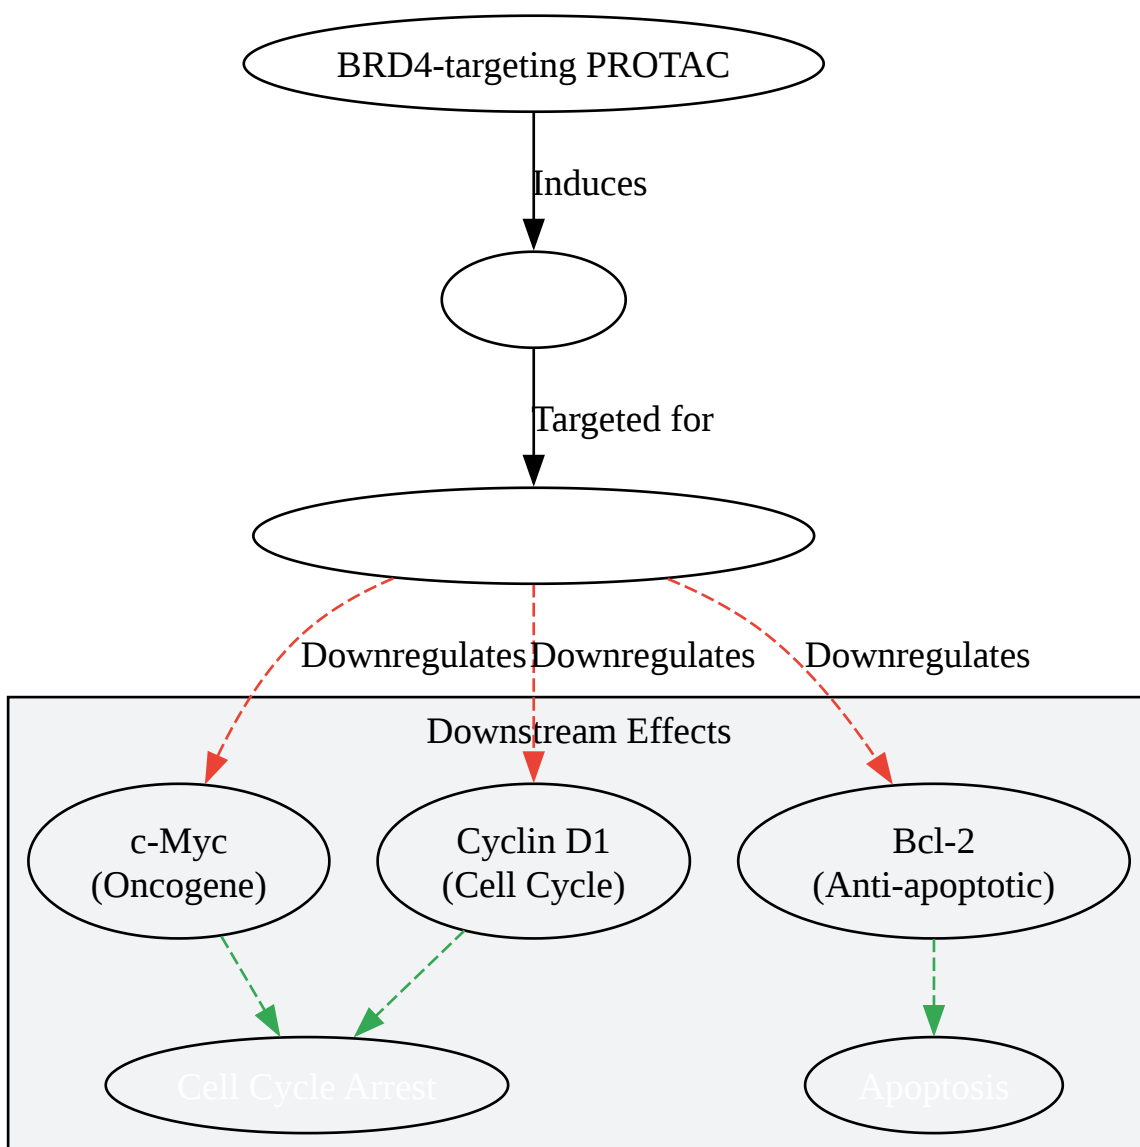 BRD4-targeting PROTAC
Induces
Targeted for
Downregulates
Downregulates
Downregulates
Downstream Effects
c-Myc
(Oncogene)
Cyclin D1
(Cell Cycle)
Bcl-2
(Anti-apoptotic)
Cell Cycle Arrest
Apoptosis